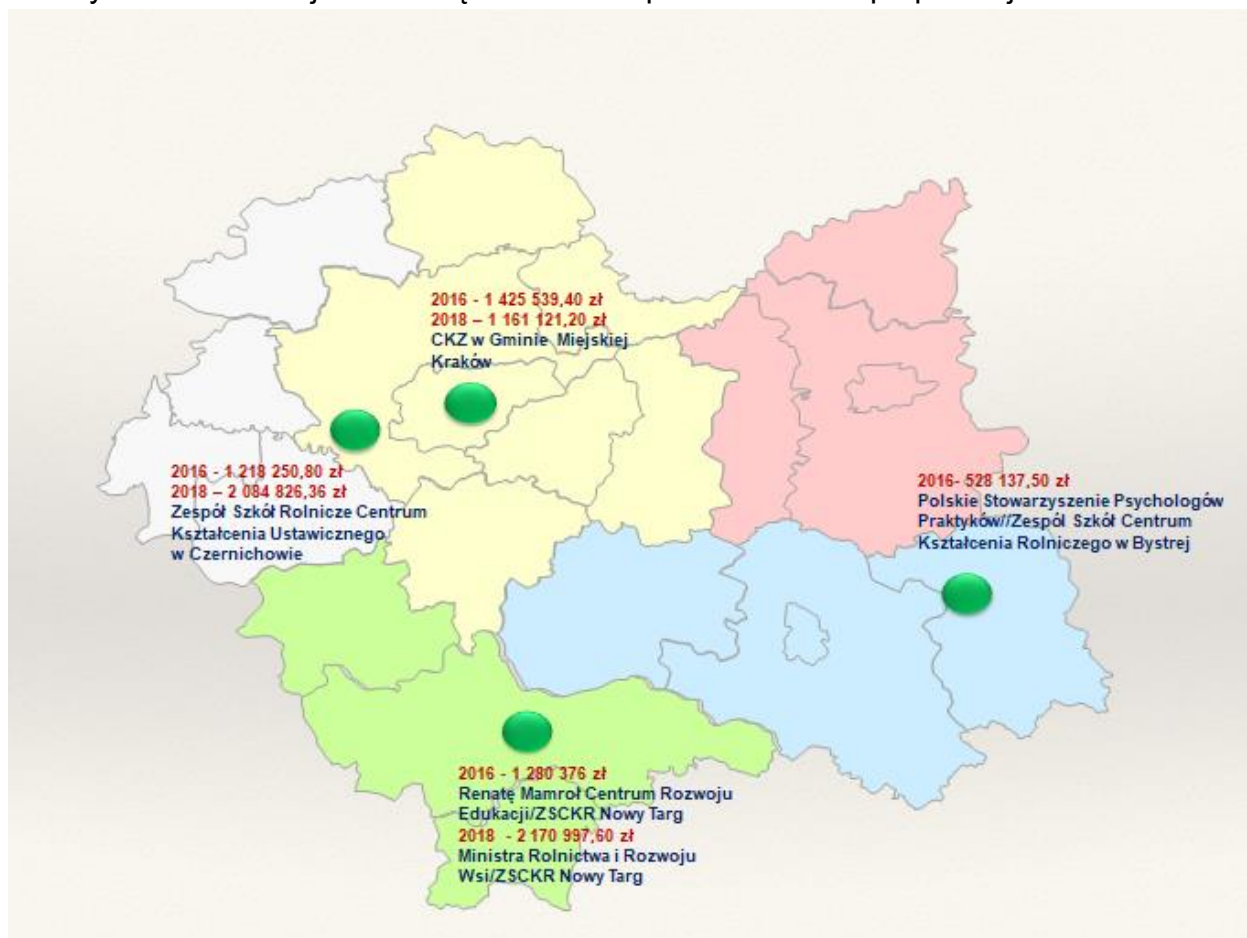 2016 - 1 425 539,40 zł
2018 – 1 161 121,20 zł
CKZ w Gminie Miejskiej
Kraków
2016 - 1 218 250,80 zł
2018 – 2 084 826,36 zł
Zespół Szkół Rolnicze Centrum
Kształcenia Ustawicznego
w Czernichowie
2016- 528 137,50 zł
Polskie Stowarzyszenie Psychologów
Praktyków//Zespól Szkół Centrum
Kształcenia Rolniczego w Bystrej
2016 - 1 280 376 zł
Renatę Mamroł Centrum Rozwoju
Edukacji/ZSCKR Nowy Targ
2018 - 2 170 997,60 zł
Ministra Rolnictwa i Rozwoju
Wsi/ZSCKR Nowy Targ